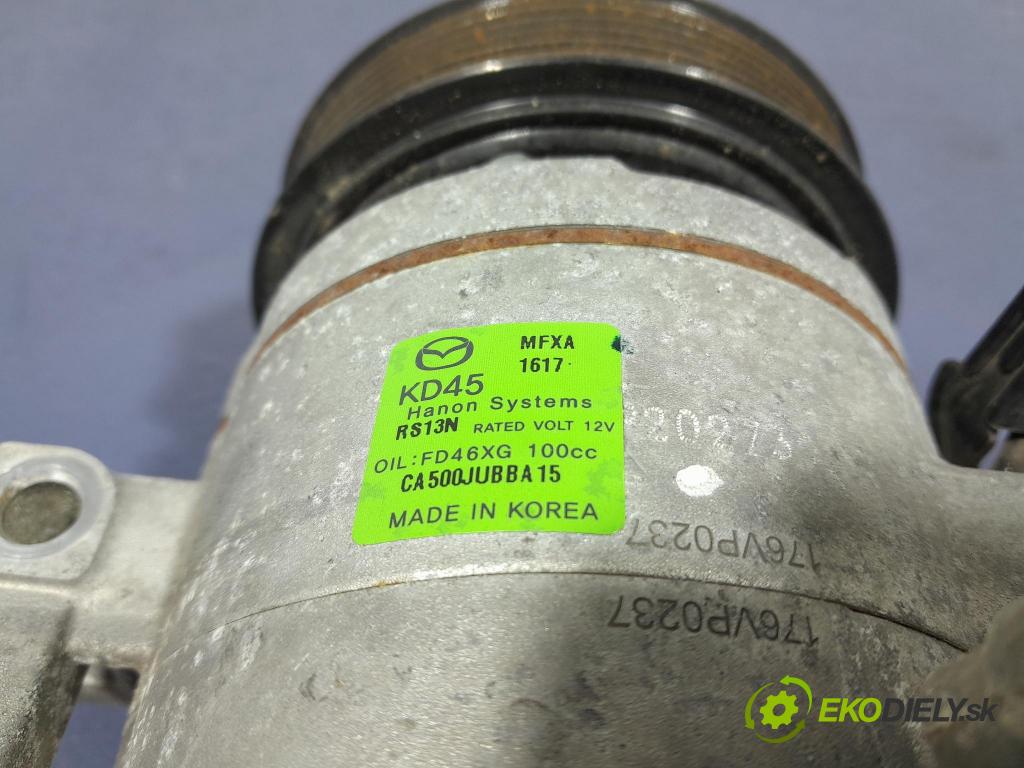 MFXA
1617
KD45
Hanon Systems
RS13N RATED VOLT 12V
OIL:FD46XG 100cc
CA500JUBBA15
MADE IN KOREA
176VP0237
176VP0237
EKODIELY.sk